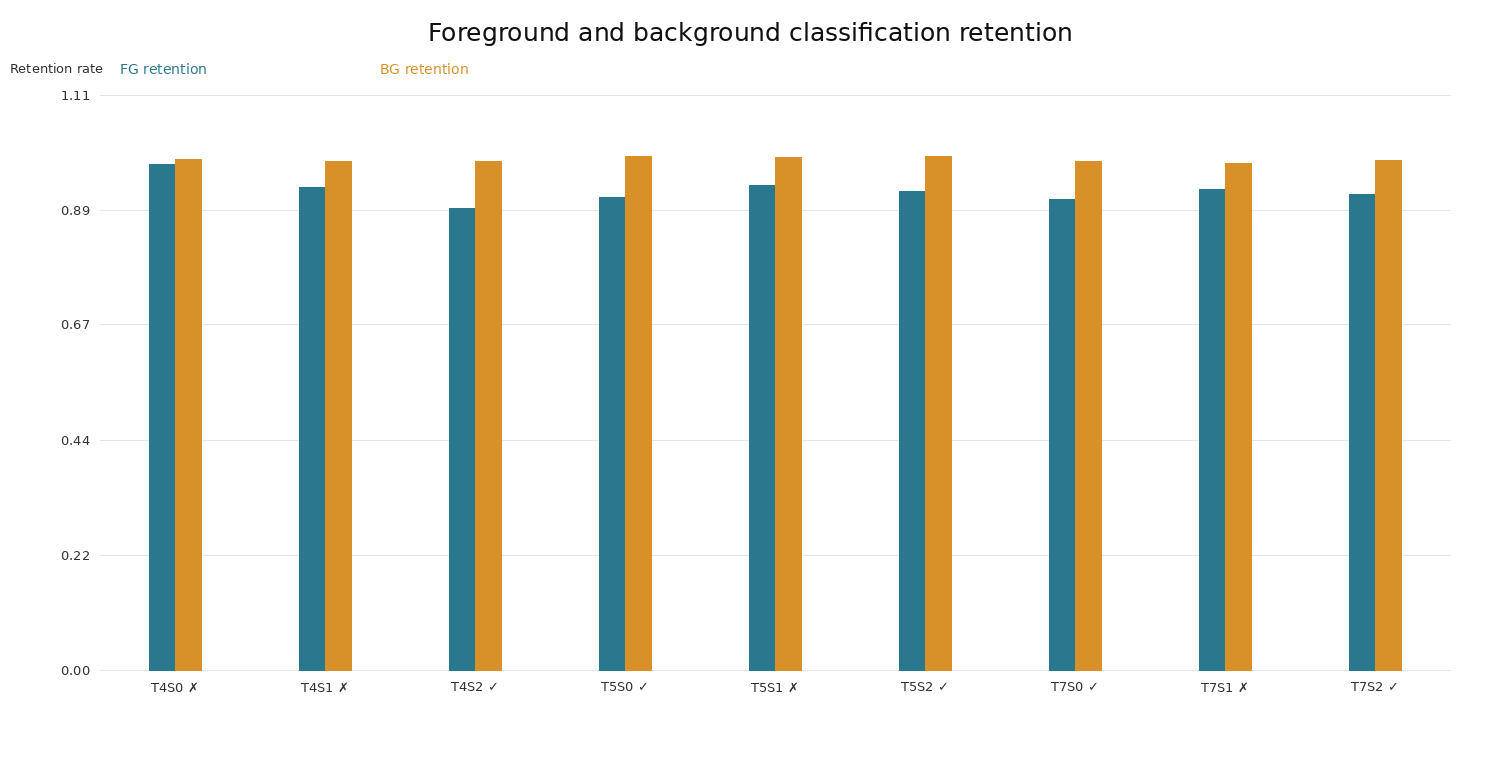 Foreground and background classification retention
Retention rate FG retention BG retention
1.11
0.89
0.67
0.44
0.22
0.00
T4S0 ✗ T4S1 ✗ T4S2 ✓ T5S0 ✓ T5S1 ✗ T5S2 ✓ T7S0 ✓ T7S1 ✗ T7S2 ✓